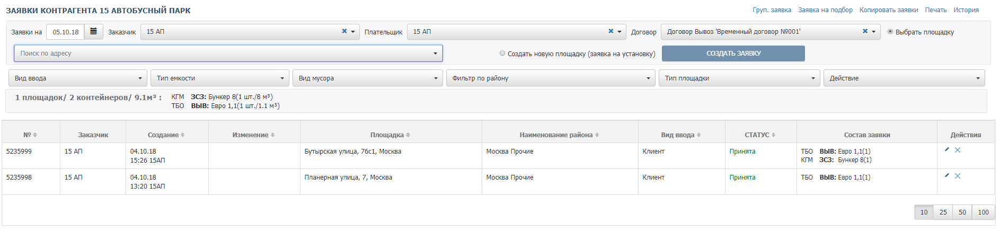 ЗАЯВКИ КОНТРАГЕНТА 15 АВТОБУСНЫЙ ПАРК
Груп. заявка Заявка на подбор Копировать заявки Печать История
Заявки на 05.10.18 Заказчик 15 АП Плательщик 15 АП Договор Договор Вывоз 'Временный договор №001' Выбрать площадку
Поиск по адресу Создать новую площадку (заявка на установку) СОЗДАТЬ ЗАЯВКУ
Вид ввода Тип емкости Вид мусора Фильтр по району Тип площадки Действие
1 площадок/ 2 контейнеров/ 9.1м³ :
КГМ ЗСЗ: Бункер 8(1 шт./8 м³)
ТБО ВЫВ: Евро 1,1(1 шт./1.1 м³)
№ Заказчик Создание Изменение Площадка Наименование района Вид ввода СТАТУС Состав заявки Действия
5235999 15 АП 04.10.18 Бутырская улица, 76с1, Москва Москва Прочие Клиент Принята ТБО ВЫВ: Евро 1,1(1)
15:26 15АП КГМ ЗСЗ: Бункер 8(1)
5235998 15 АП 04.10.18 Планерная улица, 7, Москва Москва Прочие Клиент Принята ТБО ВЫВ: Евро 1,1(1)
13:20 15АП
10 25 50 100